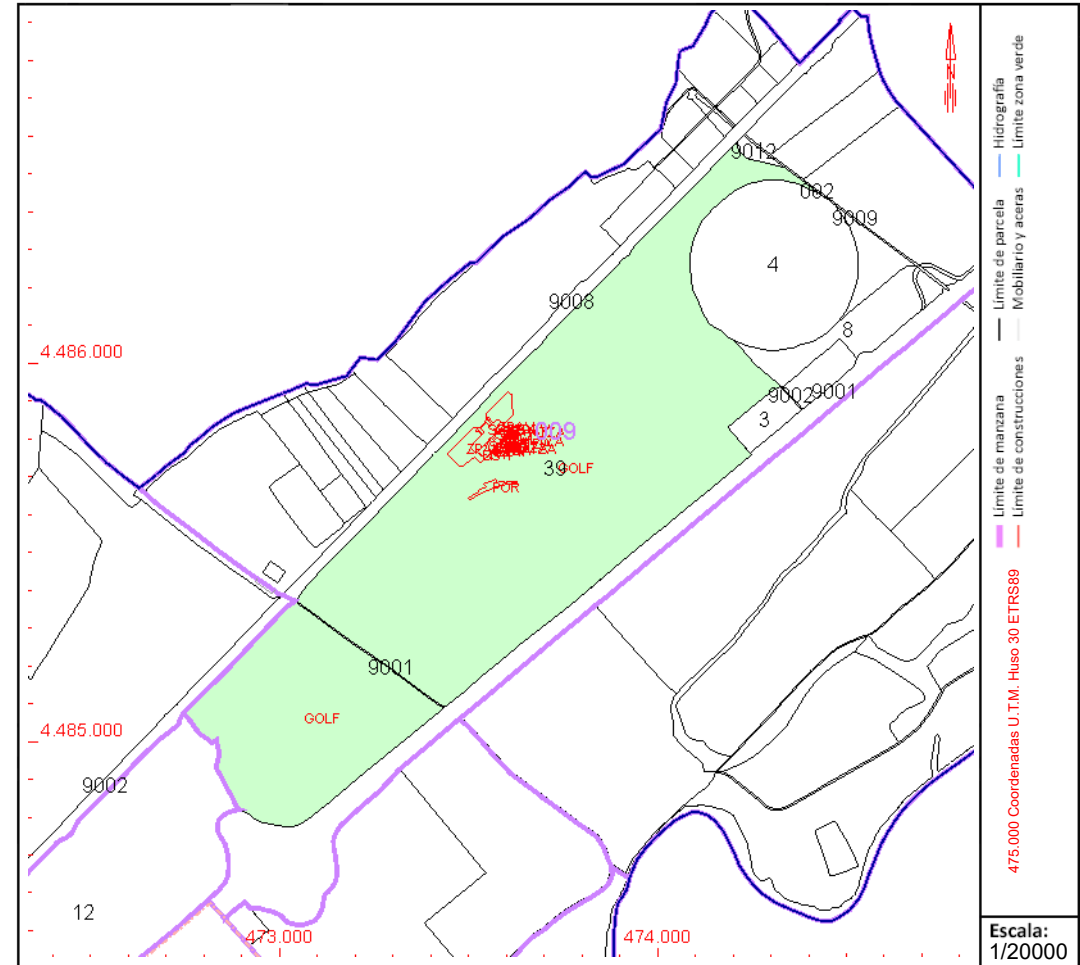 9012
002
9009
4
9008
8
4.486.000
9002
9001
3
009
39
GOLF
POR
9001
GOLF
4.485.000
9002
12
473.000
474.000
N
Límite de manzana
Límite de parcela
Hidrografía
Límite de construcciones
Mobiliario y aceras
Límite zona verde
475.000 Coordenadas U.T.M. Huso 30 ETRS89
Escala:
1/20000